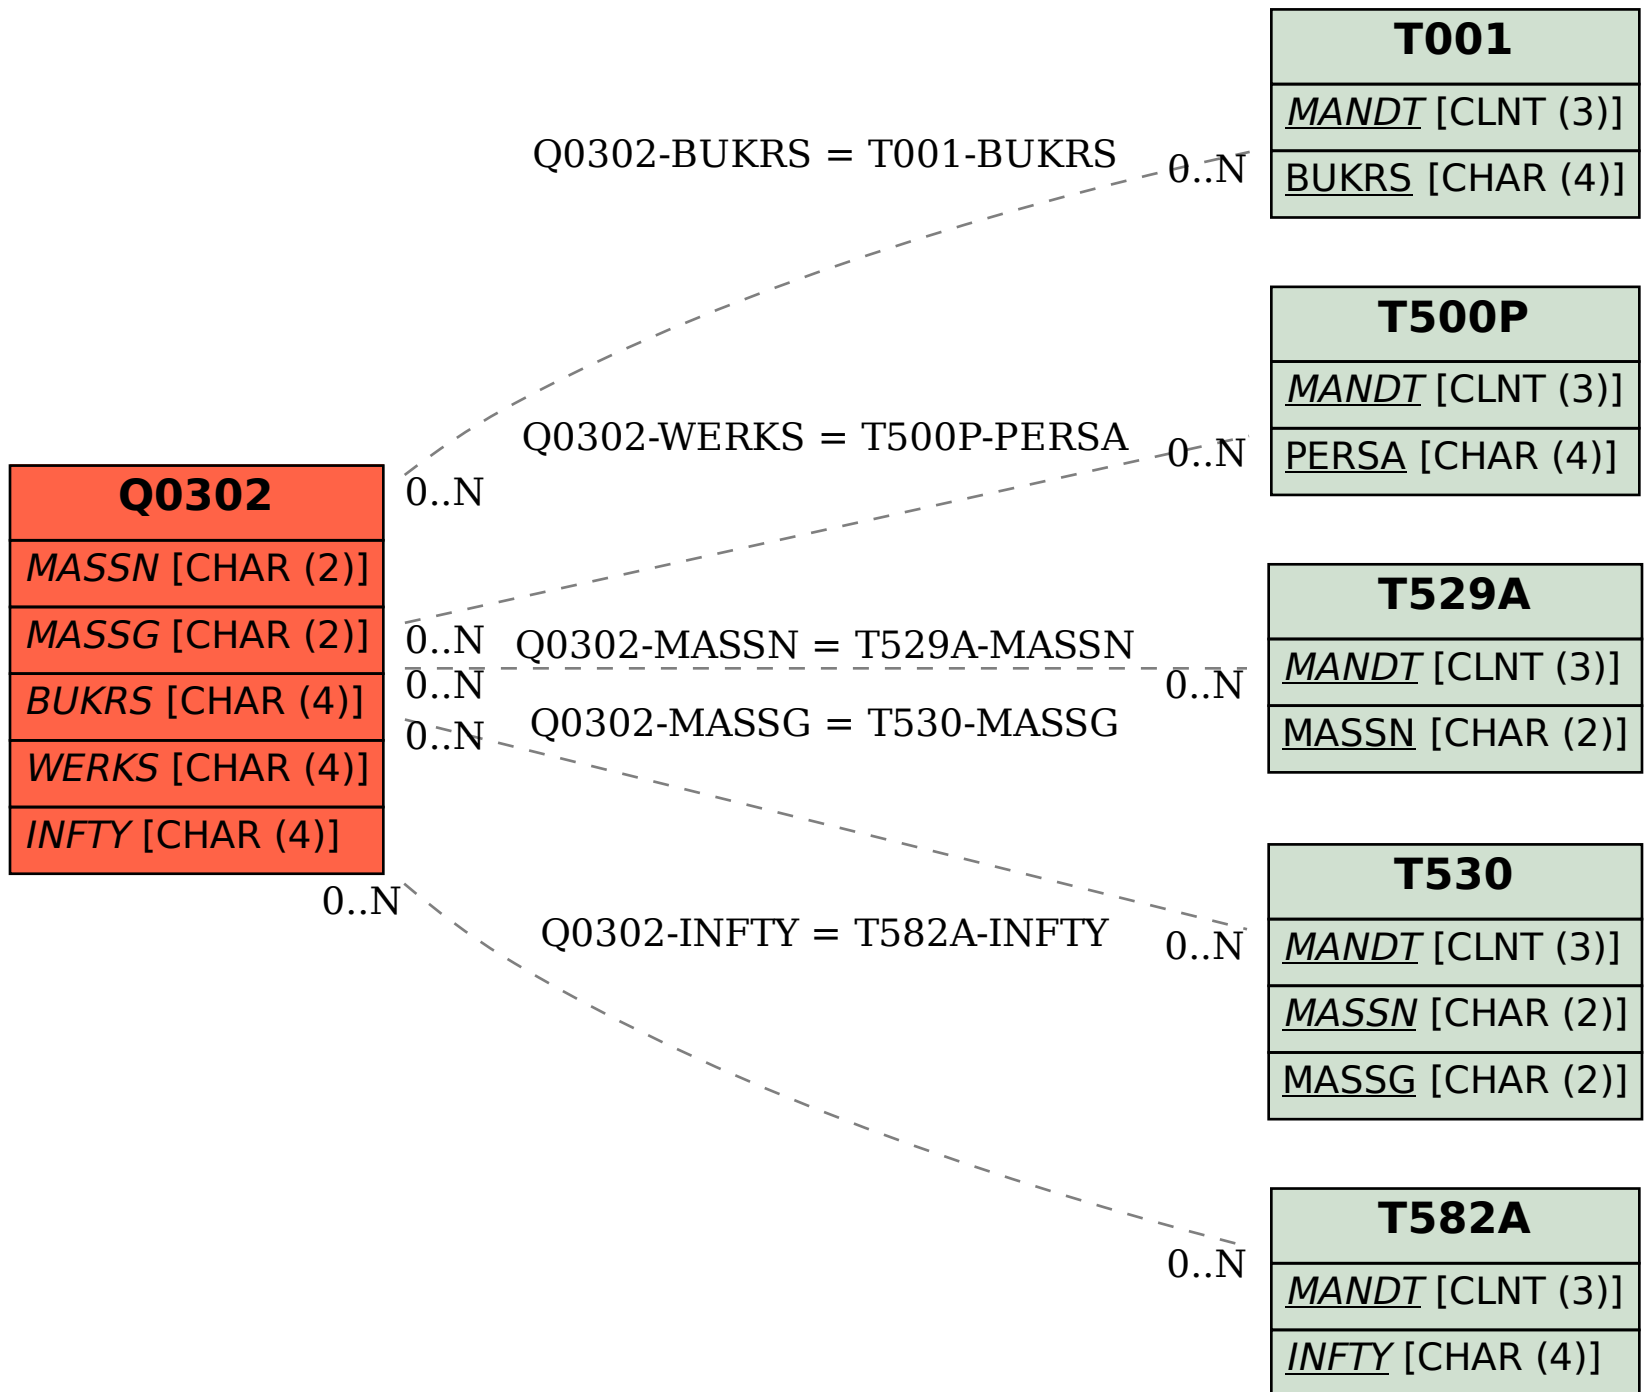 Q0302
MASSN [CHAR (2)]
MASSG [CHAR (2)]
BUKRS [CHAR (4)]
WERKS [CHAR (4)]
INFTY [CHAR (4)]
Q0302-BUKRS = T001-BUKRS
0..N
0..N
Q0302-WERKS = T500P-PERSA
0..N
0..N
Q0302-MASSN = T529A-MASSN
0..N
0..N
Q0302-MASSG = T530-MASSG
0..N
0..N
Q0302-INFTY = T582A-INFTY
0..N
0..N
T001
MANDT [CLNT (3)]
BUKRS [CHAR (4)]
T500P
MANDT [CLNT (3)]
PERSA [CHAR (4)]
T529A
MANDT [CLNT (3)]
MASSN [CHAR (2)]
T530
MANDT [CLNT (3)]
MASSN [CHAR (2)]
MASSG [CHAR (2)]
T582A
MANDT [CLNT (3)]
INFTY [CHAR (4)]